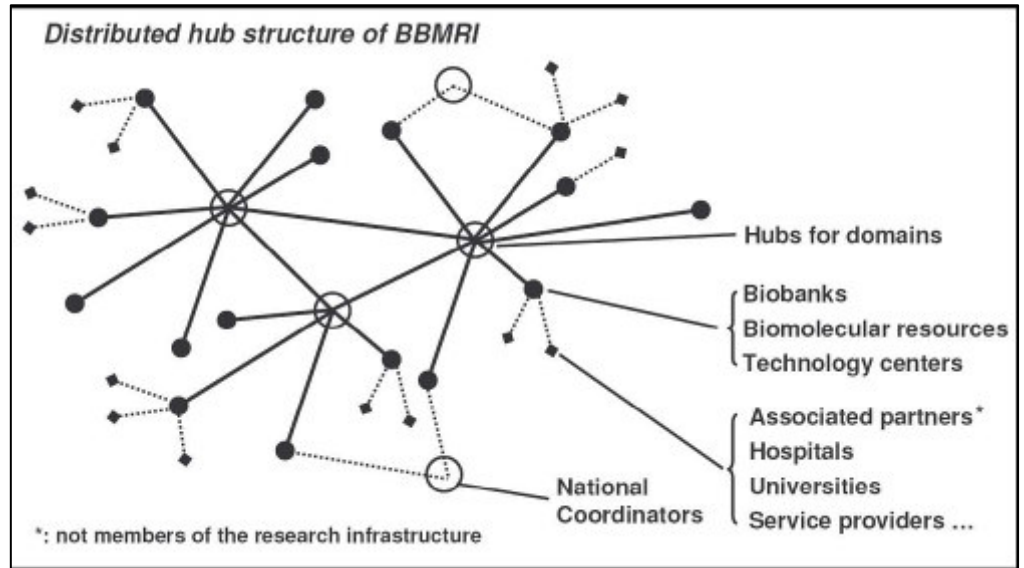 Distributed hub structure of BBMRI
Hubs for domains
Biobanks
Biomolecular resources
Technology centers
Associated partners*
Hospitals
Universities
Service providers ...
National
Coordinators
*: not members of the research infrastructure